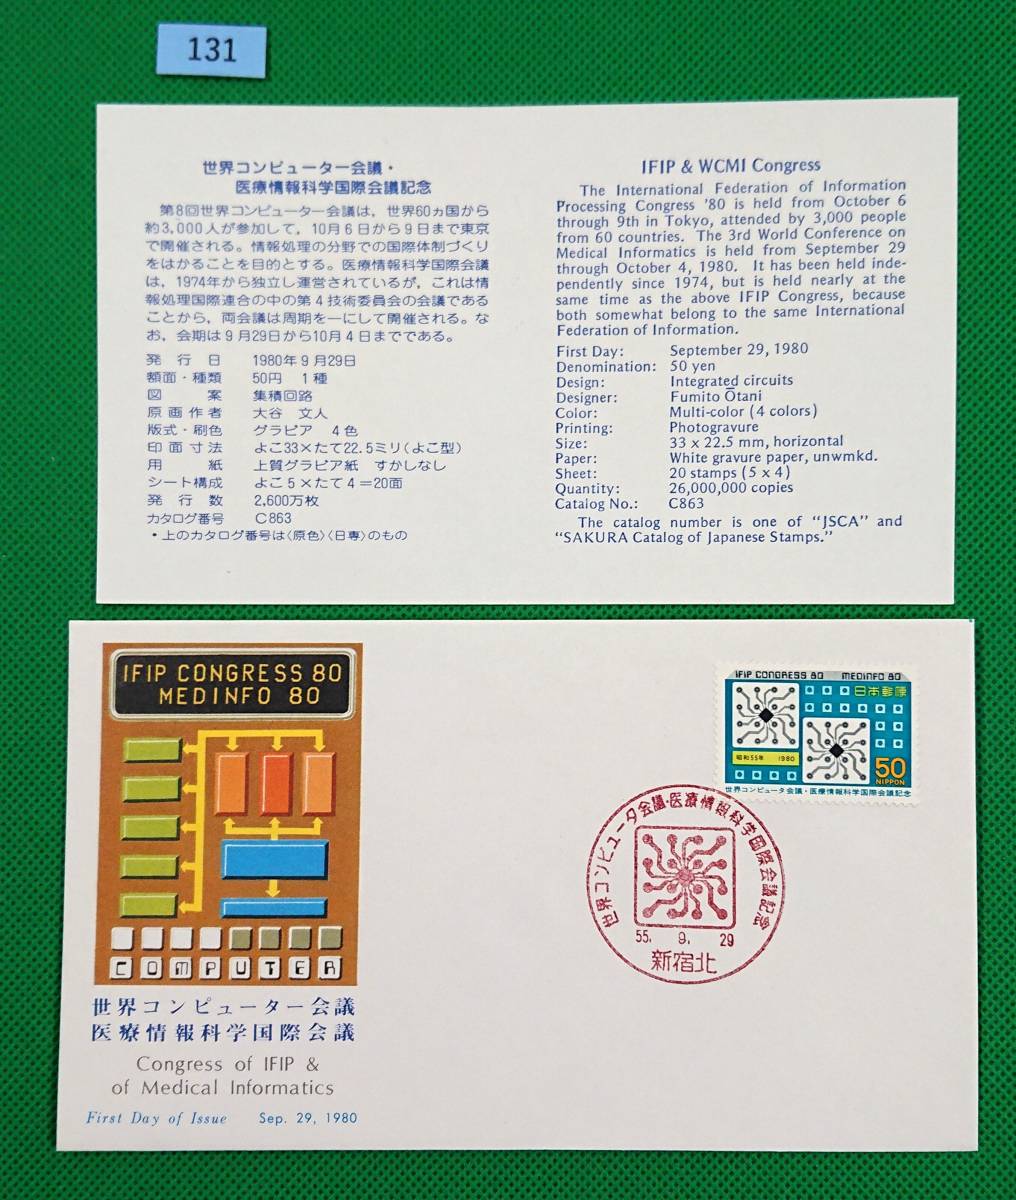 131
世界コンピューター会議・
医療情報科学国際会議記念
第8回世界コンピューター会議は，世界60ヵ国から
約3,000人が参加して，10月6日から9日まで東京
で開催される。情報処理の分野での国際体制づくり
をはかることを目的とする。医療情報科学国際会議
は，1974年から独立し運営されているが，これは情
報処理国際連合の中の第4技術委員会の会議である
ことから，両会議は周期を一にして開催される。な
お，会期は9月29日から10月4日までである。
発行日 1980年9月29日
額面・種類 50円 1種
図案 集積回路
原画作者 大谷 文人
版式・刷色 グラビア 4色
印面寸法 よこ33×たて22.5ミリ(よこ型)
用紙 上質グラビア紙 すかしなし
シート構成 よこ5×たて4＝20面
発行数 2,600万枚
カタログ番号 C863
・上のカタログ番号は〈原色〉〈日専〉のもの
IFIP & WCMI Congress
The International Federation of Information
Processing Congress '80 is held from October 6
through 9th in Tokyo, attended by 3,000 people
from 60 countries. The 3rd World Conference on
Medical Informatics is held from September 29
through October 4, 1980. It has been held inde-
pendently since 1974, but is held nearly at the
same time as the above IFIP Congress, because
both somewhat belong to the same International
Federation of Information.
First Day: September 29, 1980
Denomination: 50 yen
Design: Integrated circuits
Designer: Fumito Ōtani
Color: Multi-color (4 colors)
Printing: Photogravure
Size: 33 x 22.5 mm, horizontal
Paper: White gravure paper, unwmkd.
Sheet: 20 stamps (5 x 4)
Quantity: 26,000,000 copies
Catalog No.: C863
The catalog number is one of “JSCA” and
“SAKURA Catalog of Japanese Stamps.”
IFIP CONGRESS 80
MEDINFO 80
COMPUTER
世界コンピューター会議
医療情報科学国際会議
Congress of IFIP &
of Medical Informatics
First Day of Issue Sep. 29, 1980
IFIP CONGRESS 80 MEDINFO 80
日本郵便
昭和55年 1980
50
NIPPON
世界コンピュータ会議・医療情報科学国際会議記念
世界コンピュータ会議・医療情報科学国際会議記念
55. 9. 29
新宿北